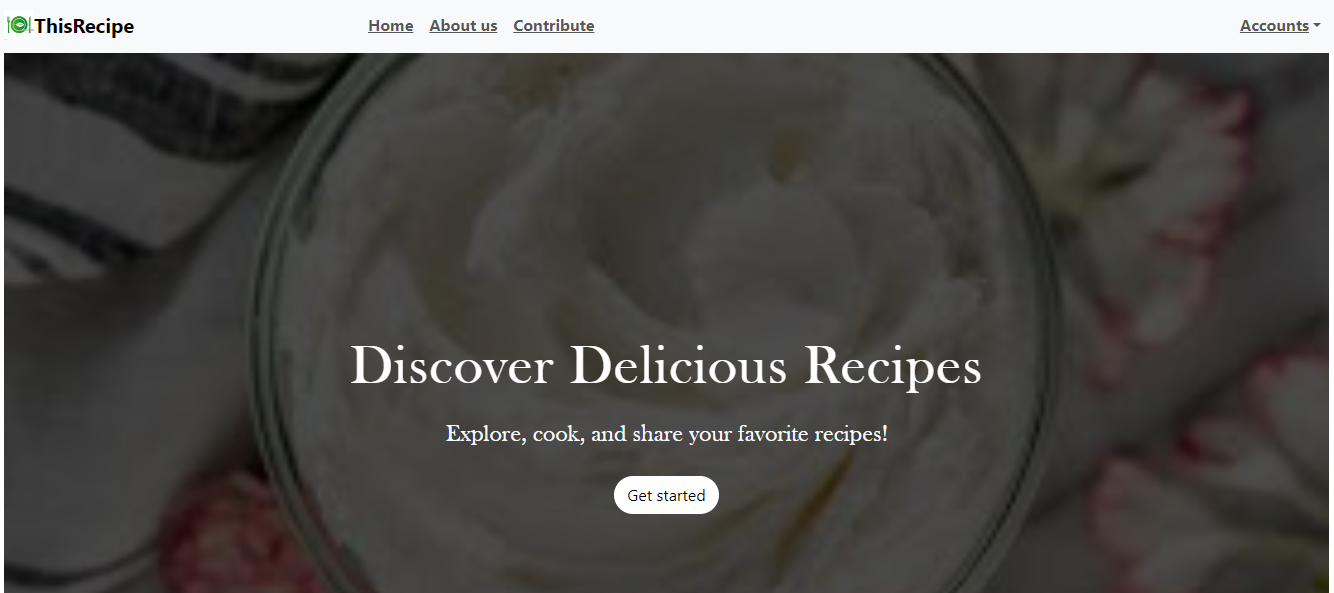 ThisRecipe Home About us Contribute Accounts
Discover Delicious Recipes
Explore, cook, and share your favorite recipes!
Get started